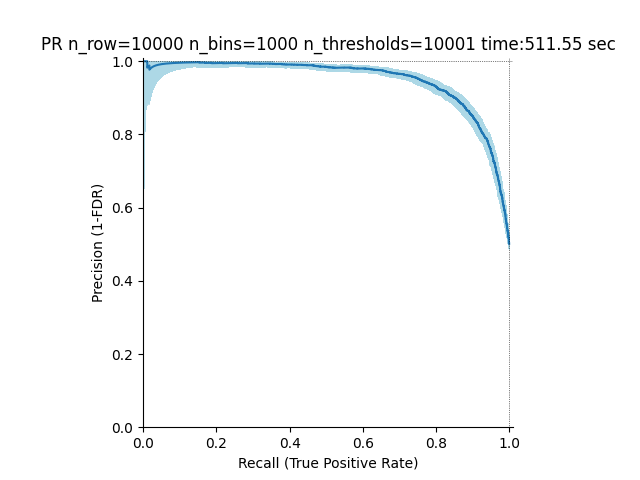 PR n_row=10000 n_bins=1000 n_thresholds=10001 time:511.55 sec
1.0
0.8
0.6
0.4
0.2
0.0
Precision (1-FDR)
0.0 0.2 0.4 0.6 0.8 1.0
Recall (True Positive Rate)